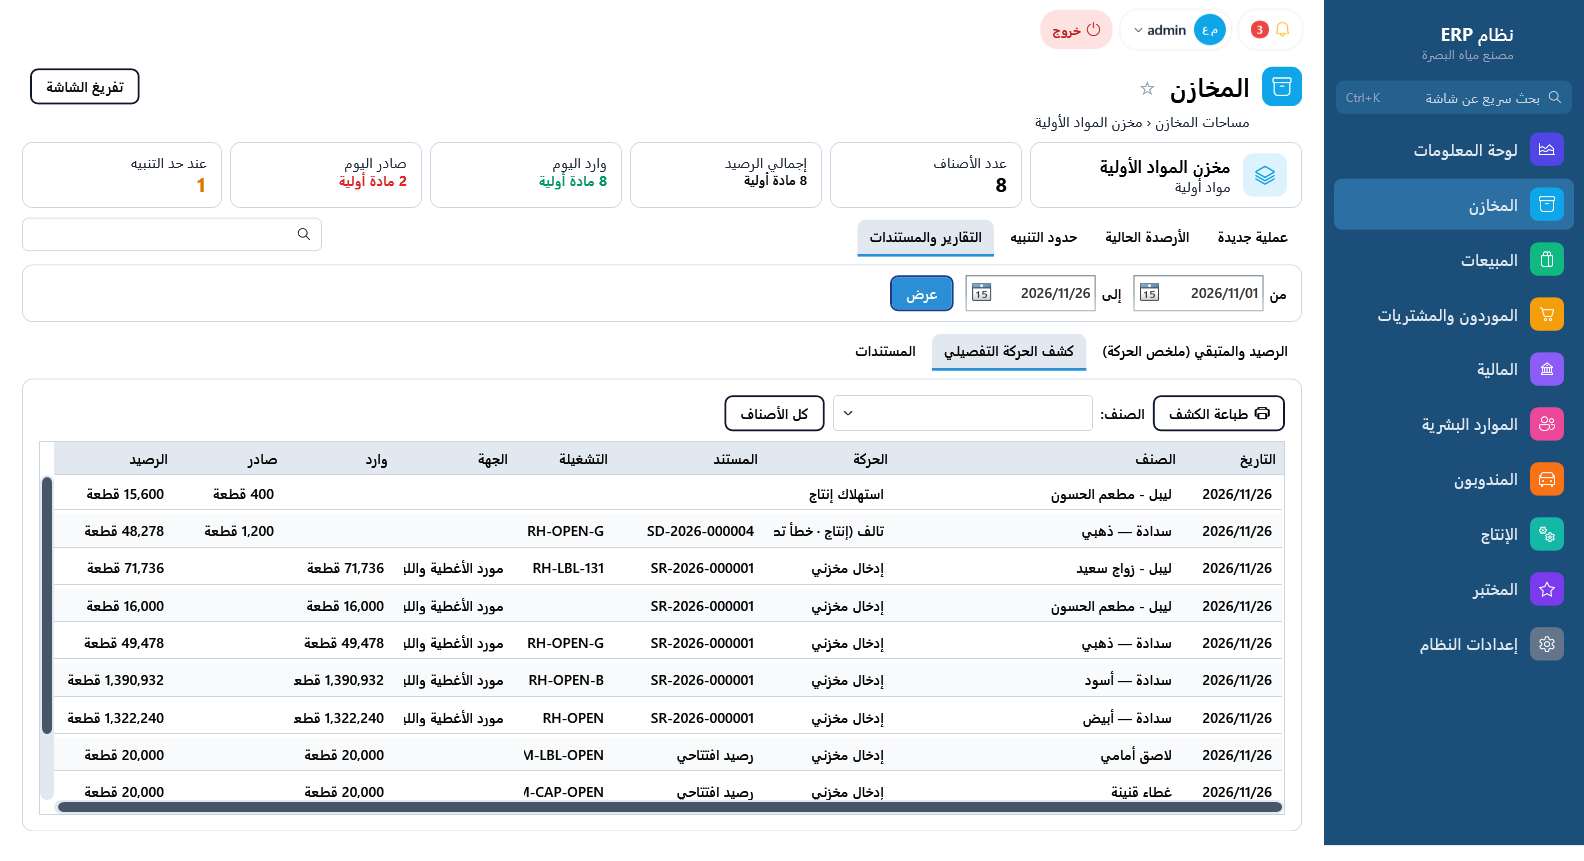 نظام ERP
مصنع مياه البصرة
بحث سريع عن شاشة Ctrl+K
لوحة المعلومات
المخازن
المبيعات
الموردون والمشتريات
المالية
الموارد البشرية
المندوبون
الإنتاج
المختبر
إعدادات النظام
3
م ع admin
خروج
المخازن
مساحات المخازن › مخزن المواد الأولية
تفريغ الشاشة
مخزن المواد الأولية
مواد أولية
عدد الأصناف
8
إجمالي الرصيد
8 مادة أولية
وارد اليوم
8 مادة أولية
صادر اليوم
2 مادة أولية
عند حد التنبيه
1
عملية جديدة الأرصدة الحالية حدود التنبيه التقارير والمستندات
من 2026/11/01 15 إلى 2026/11/26 15 عرض
الرصيد والمتبقي (ملخص الحركة) كشف الحركة التفصيلي المستندات
طباعة الكشف الصنف: كل الأصناف
التاريخ الصنف الحركة المستند التشغيلة الجهة وارد صادر الرصيد
2026/11/26 ليبل - مطعم الحسون استهلاك إنتاج 400 قطعة 15,600 قطعة
2026/11/26 سدادة — ذهبي تالف (إنتاج · خطأ تص SD-2026-000004 RH-OPEN-G 1,200 قطعة 48,278 قطعة
2026/11/26 ليبل - زواج سعيد إدخال مخزني SR-2026-000001 RH-LBL-131 مورد الأغطية واللي 71,736 قطعة 71,736 قطعة
2026/11/26 ليبل - مطعم الحسون إدخال مخزني SR-2026-000001 مورد الأغطية واللي 16,000 قطعة 16,000 قطعة
2026/11/26 سدادة — ذهبي إدخال مخزني SR-2026-000001 RH-OPEN-G مورد الأغطية واللي 49,478 قطعة 49,478 قطعة
2026/11/26 سدادة — أسود إدخال مخزني SR-2026-000001 RH-OPEN-B مورد الأغطية واللي 1,390,932 قطعة 1,390,932 قطعة
2026/11/26 سدادة — أبيض إدخال مخزني SR-2026-000001 RH-OPEN مورد الأغطية واللي 1,322,240 قطعة 1,322,240 قطعة
2026/11/26 لاصق أمامي إدخال مخزني رصيد افتتاحي M-LBL-OPEN 20,000 قطعة 20,000 قطعة
2026/11/26 غطاء قنينة إدخال مخزني رصيد افتتاحي M-CAP-OPEN 20,000 قطعة 20,000 قطعة